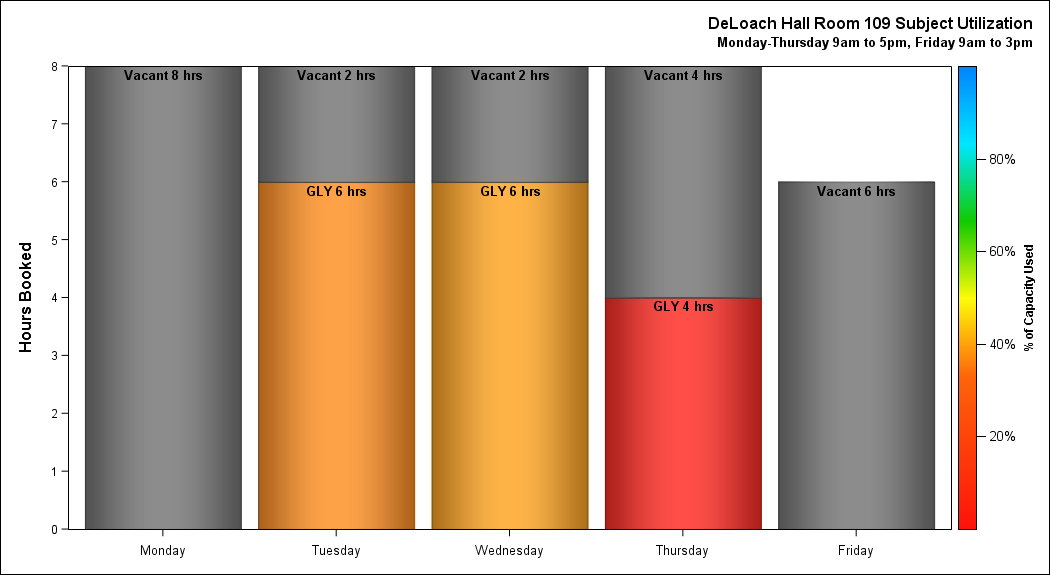 DeLoach Hall Room 109 Subject Utilization
Monday-Thursday 9am to 5pm, Friday 9am to 3pm
Hours Booked
8
7
6
5
4
3
2
1
0
Vacant 8 hrs
Vacant 2 hrs
Vacant 2 hrs
Vacant 4 hrs
GLY 6 hrs
GLY 6 hrs
Vacant 6 hrs
GLY 4 hrs
Monday
Tuesday
Wednesday
Thursday
Friday
80%
60%
40%
20%
% of Capacity Used